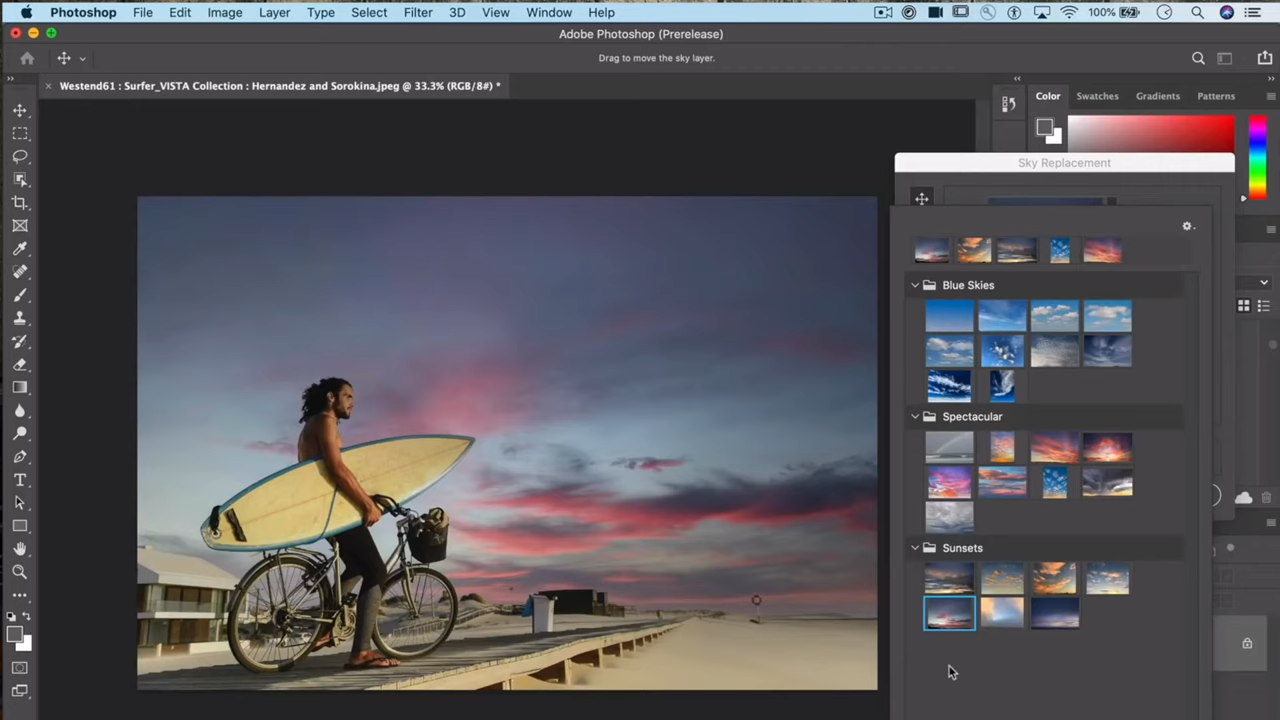 Photoshop File Edit Image Layer Type Select Filter 3D View Window Help 100%
Adobe Photoshop (Prerelease)
Drag to move the sky layer.
Westend61 : Surfer_VISTA Collection : Hernandez and Sorokina.jpeg @ 33.3% (RGB/8#) *
Color Swatches Gradients Patterns
Sky Replacement
Blue Skies
Spectacular
Sunsets